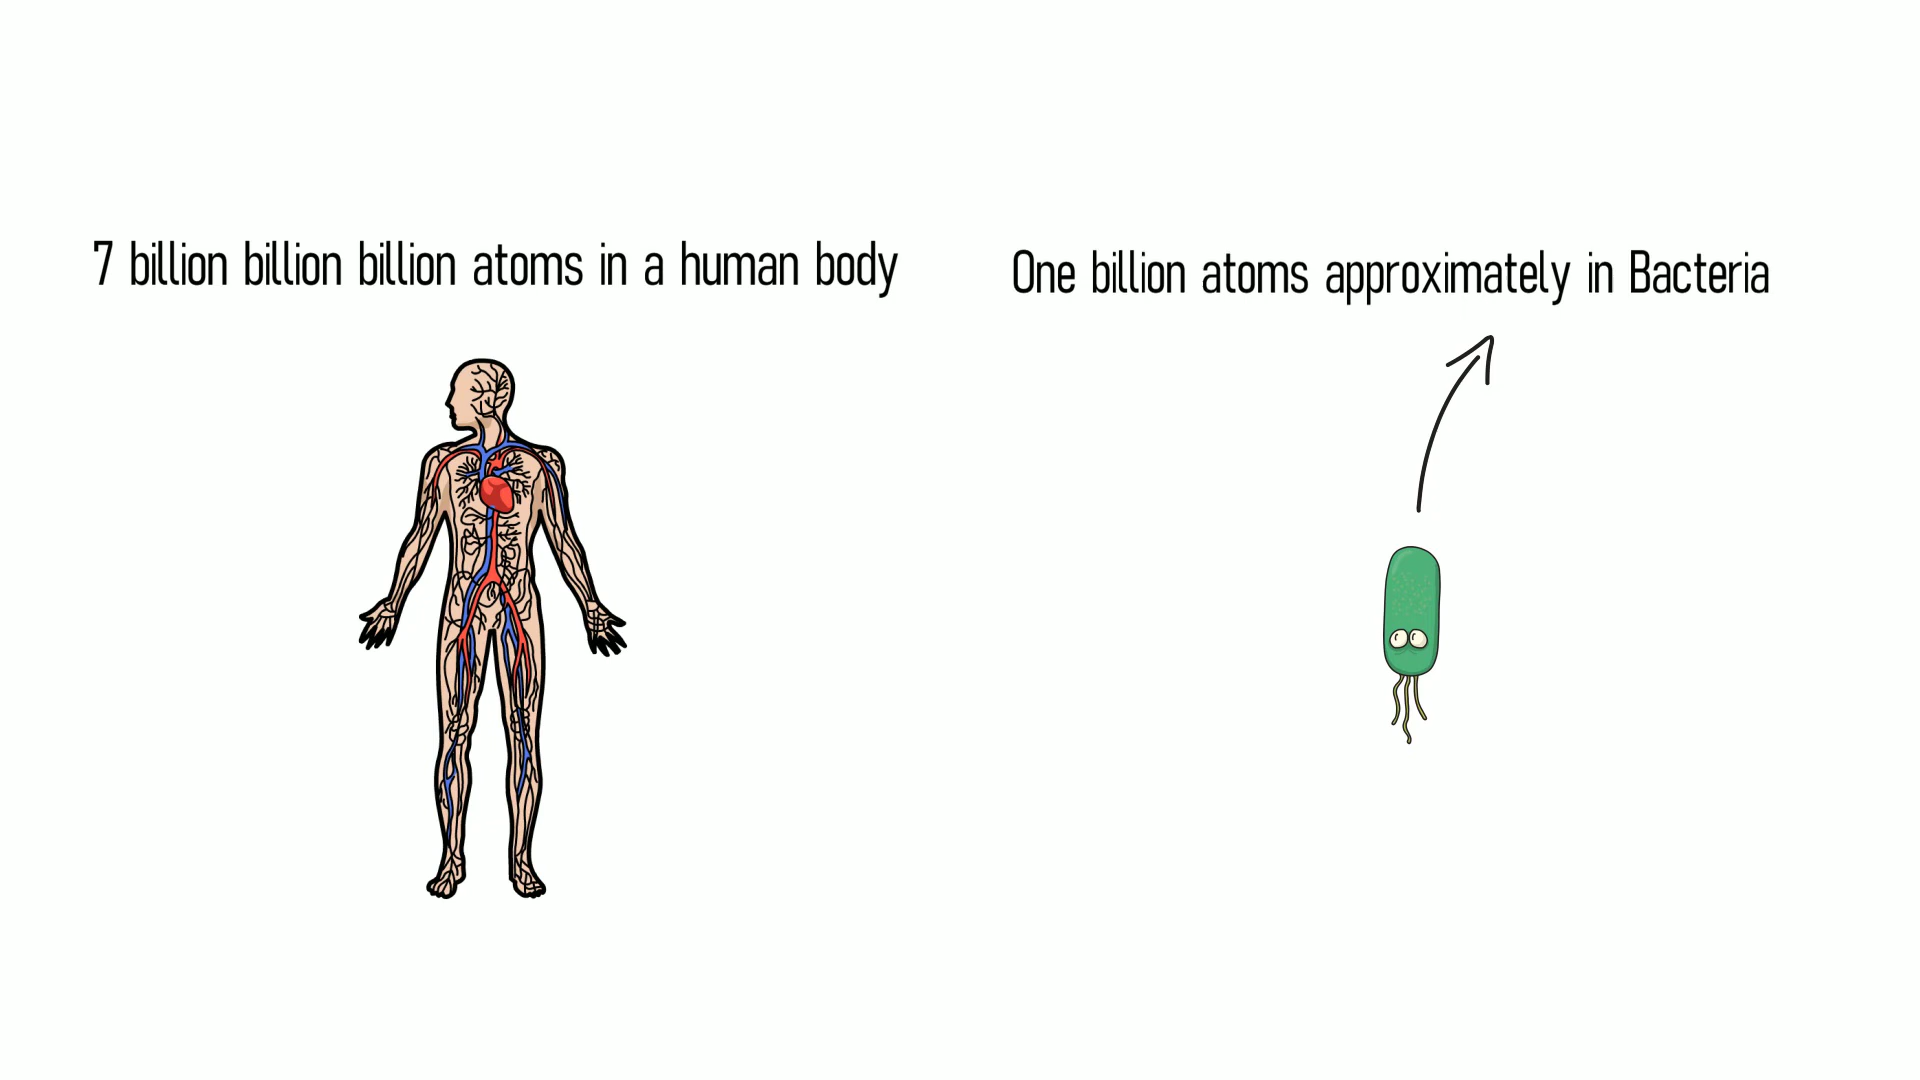 7 billion billion billion atoms in a human body
One billion atoms approximately in Bacteria